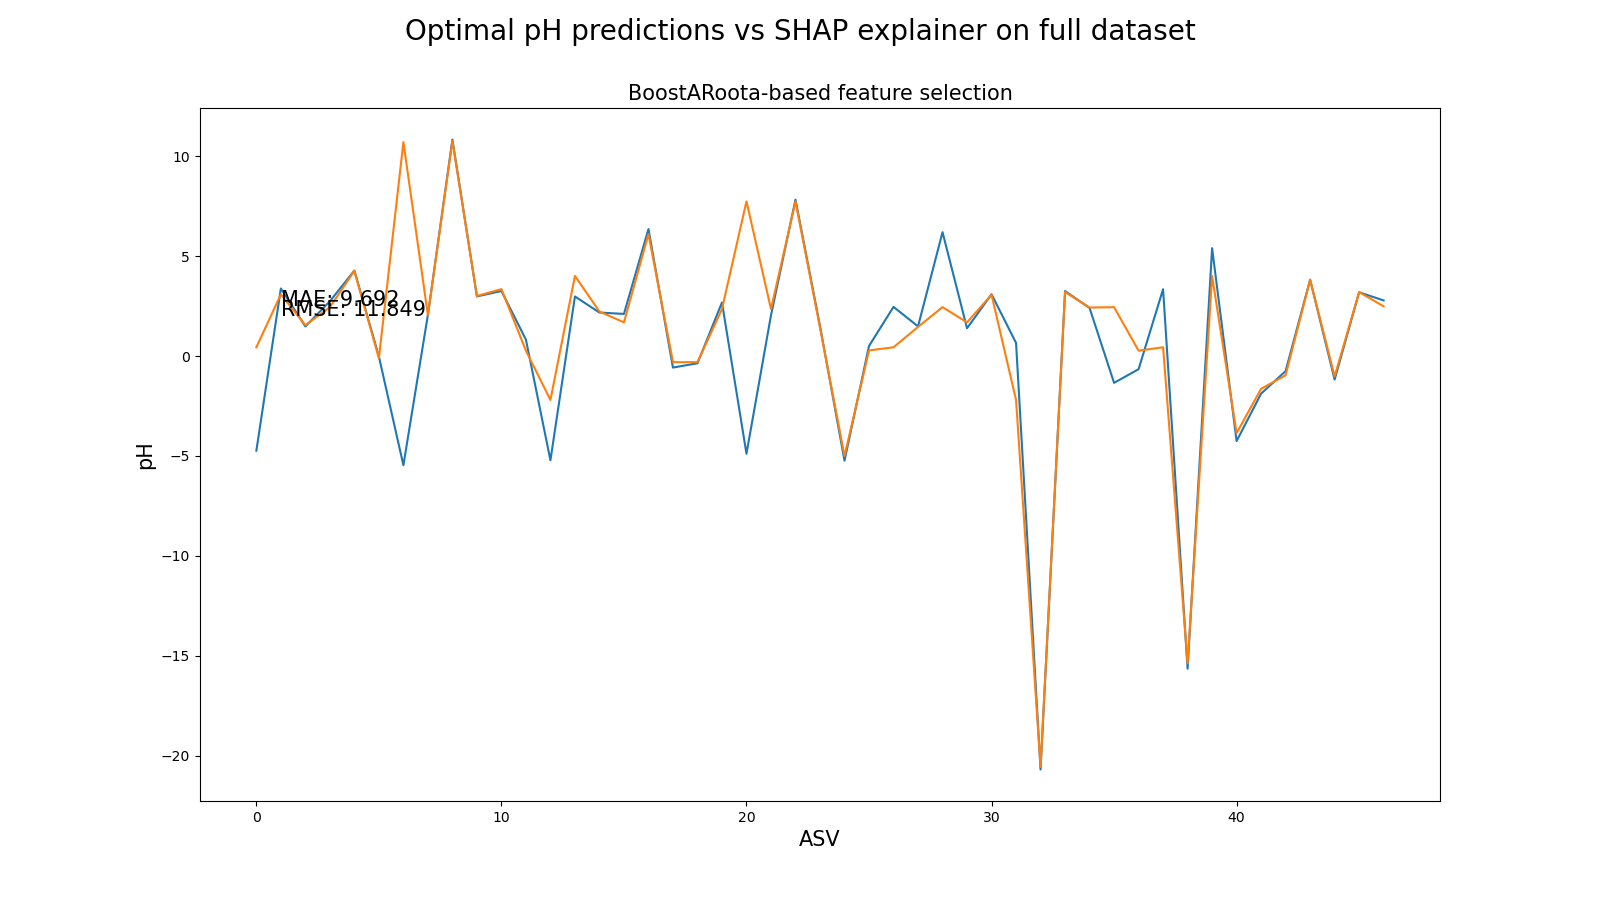 Optimal pH predictions vs SHAP explainer on full dataset
BoostARoota-based feature selection
10
5
0
−5
−10
−15
−20
pH
MAE: 9.692
RMSE: 11.849
0
10
20
30
40
ASV